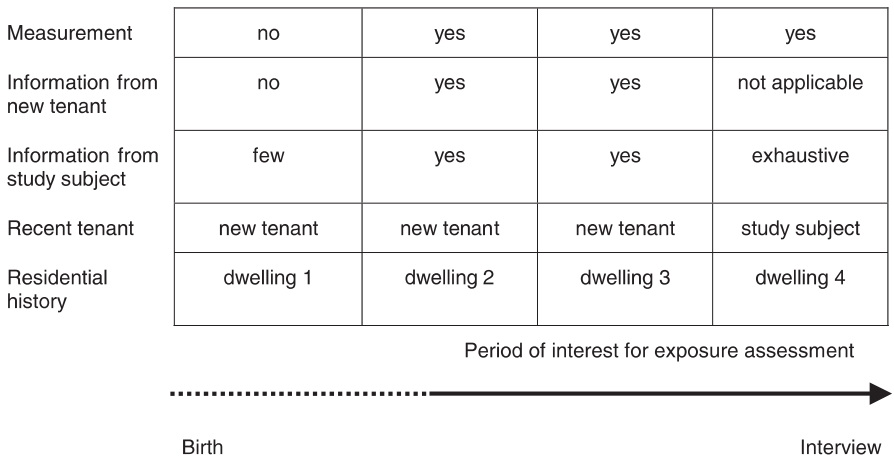 Measurement no yes yes yes
Information from new tenant no yes yes not applicable
Information from study subject few yes yes exhaustive
Recent tenant new tenant new tenant new tenant study subject
Residential history dwelling 1 dwelling 2 dwelling 3 dwelling 4
Period of interest for exposure assessment
Birth Interview